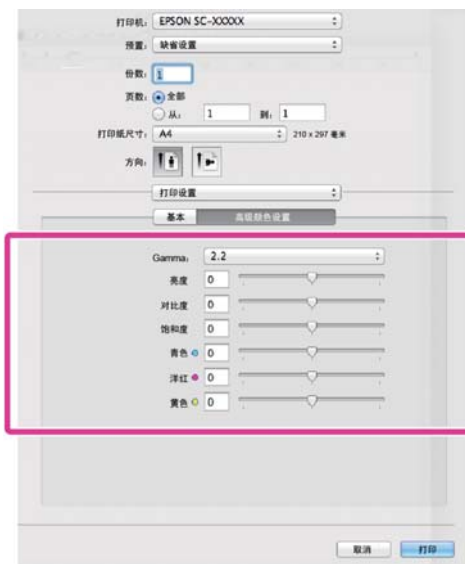 打印机: EPSON SC-XXXXX
预置: 缺省设置
份数: 1
页数: 全部
从: 1 到: 1
打印纸尺寸: A4 210 x 297 毫米
方向:
打印设置
基本 高级颜色设置
Gamma: 2.2
亮度 0
对比度 0
饱和度 0
青色 0
洋红 0
黄色 0
取消 打印